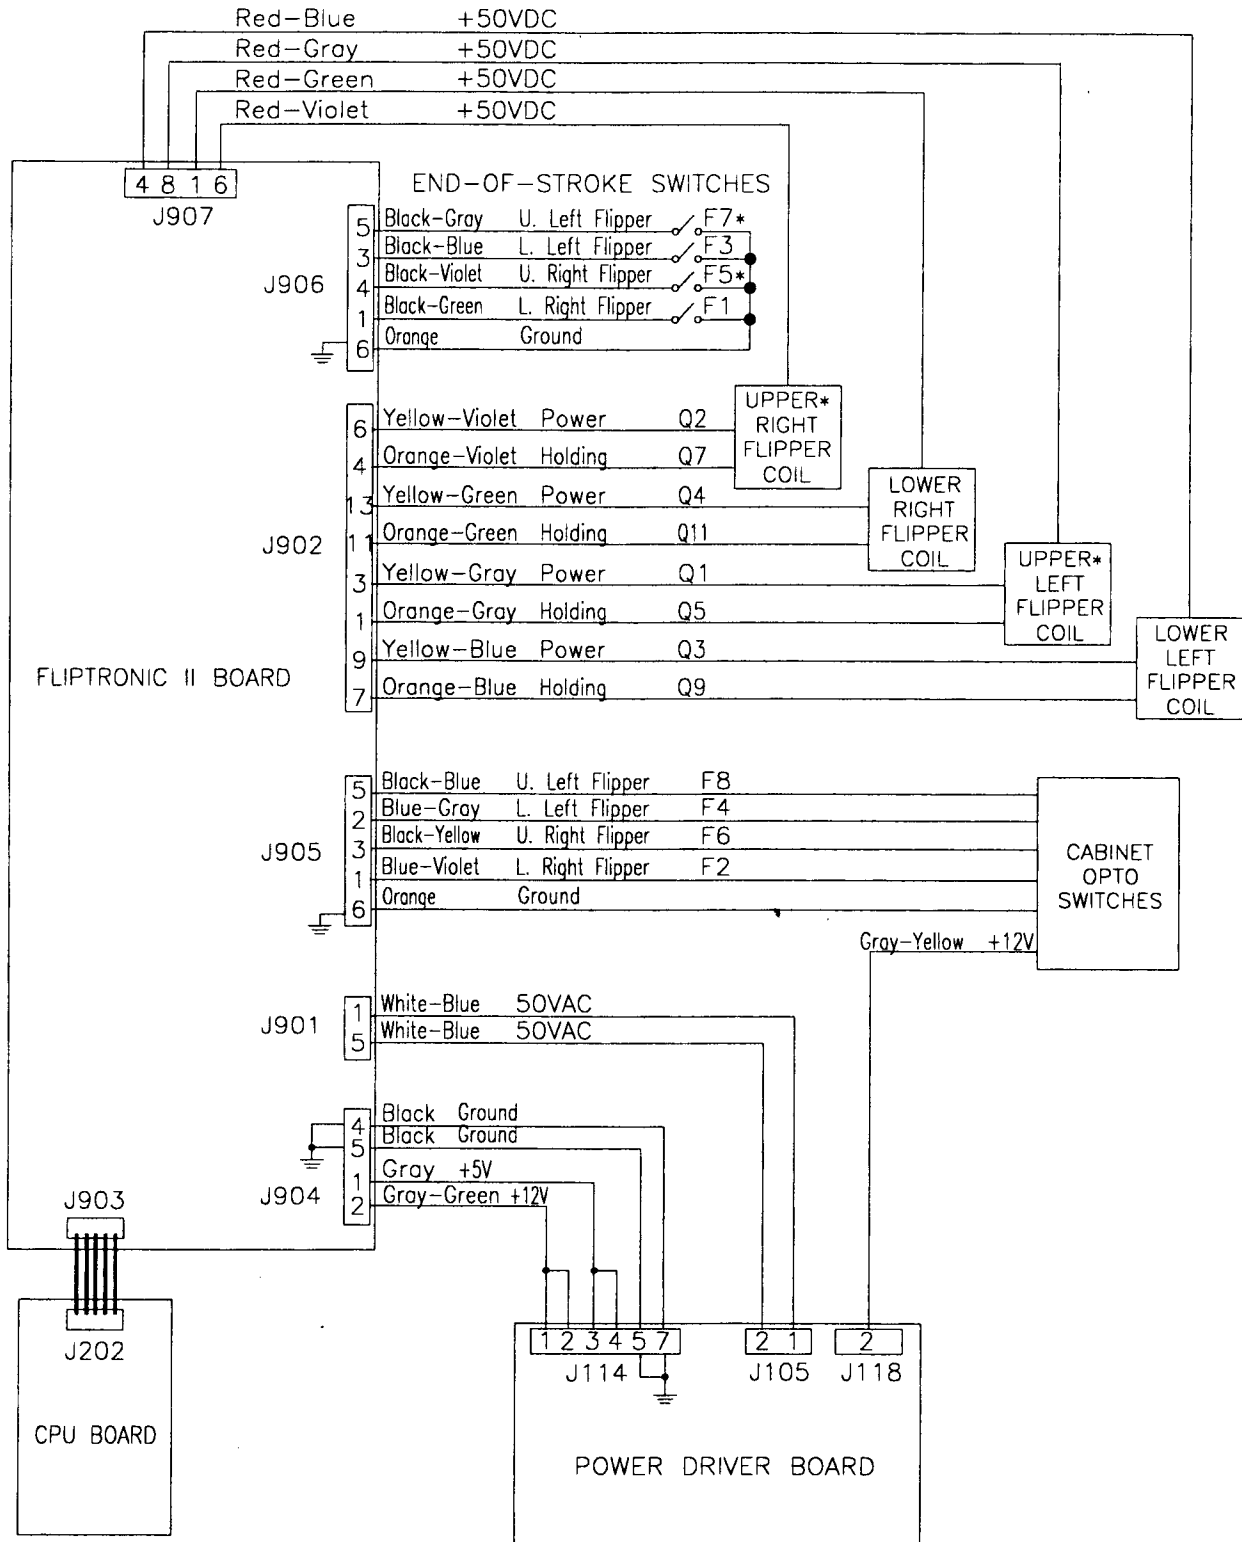 Red-Blue +50VDC
Red-Gray +50VDC
Red-Green +50VDC
Red-Violet +50VDC
4 8 1 6
J907
END-OF-STROKE SWITCHES
J906
5 Black-Gray U. Left Flipper F7*
3 Black-Blue L. Left Flipper F3
4 Black-Violet U. Right Flipper F5*
1 Black-Green L. Right Flipper F1
6 Orange Ground
J902
6 Yellow-Violet Power Q2
4 Orange-Violet Holding Q7
13 Yellow-Green Power Q4
11 Orange-Green Holding Q11
3 Yellow-Gray Power Q1
1 Orange-Gray Holding Q5
9 Yellow-Blue Power Q3
7 Orange-Blue Holding Q9
UPPER*
RIGHT
FLIPPER
COIL
LOWER
RIGHT
FLIPPER
COIL
UPPER*
LEFT
FLIPPER
COIL
LOWER
LEFT
FLIPPER
COIL
FLIPTRONIC II BOARD
J905
5 Black-Blue U. Left Flipper F8
2 Blue-Gray L. Left Flipper F4
3 Black-Yellow U. Right Flipper F6
1 Blue-Violet L. Right Flipper F2
6 Orange Ground
CABINET
OPTO
SWITCHES
Gray-Yellow +12V
J901
1 White-Blue 50VAC
5 White-Blue 50VAC
J904
4 Black Ground
5 Black Ground
1 Gray +5V
2 Gray-Green +12V
J903
J202
CPU BOARD
1 2 3 4 5 7
J114
2 1
J105
2
J118
POWER DRIVER BOARD